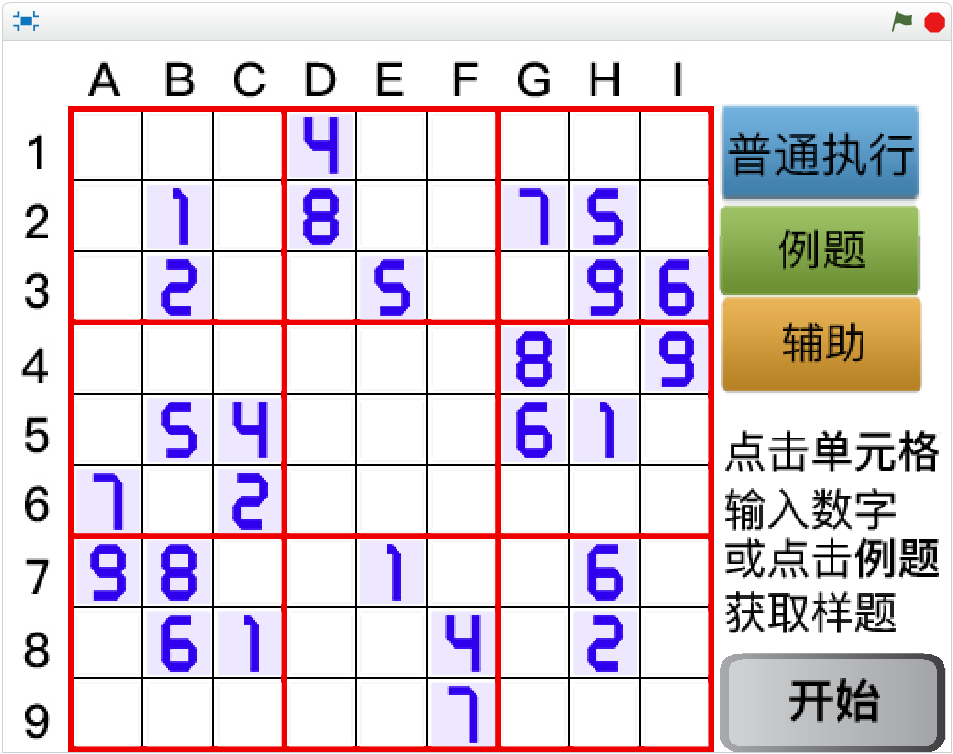 A B C D E F G H I
1 4
2 1 8 7 5
3 2 5 9 6
4 8 9
5 5 4 6 1
6 7 2
7 9 8 1 6
8 6 1 4 2
9 7
普通执行
例题
辅助
点击单元格
输入数字
或点击例题
获取样题
开始